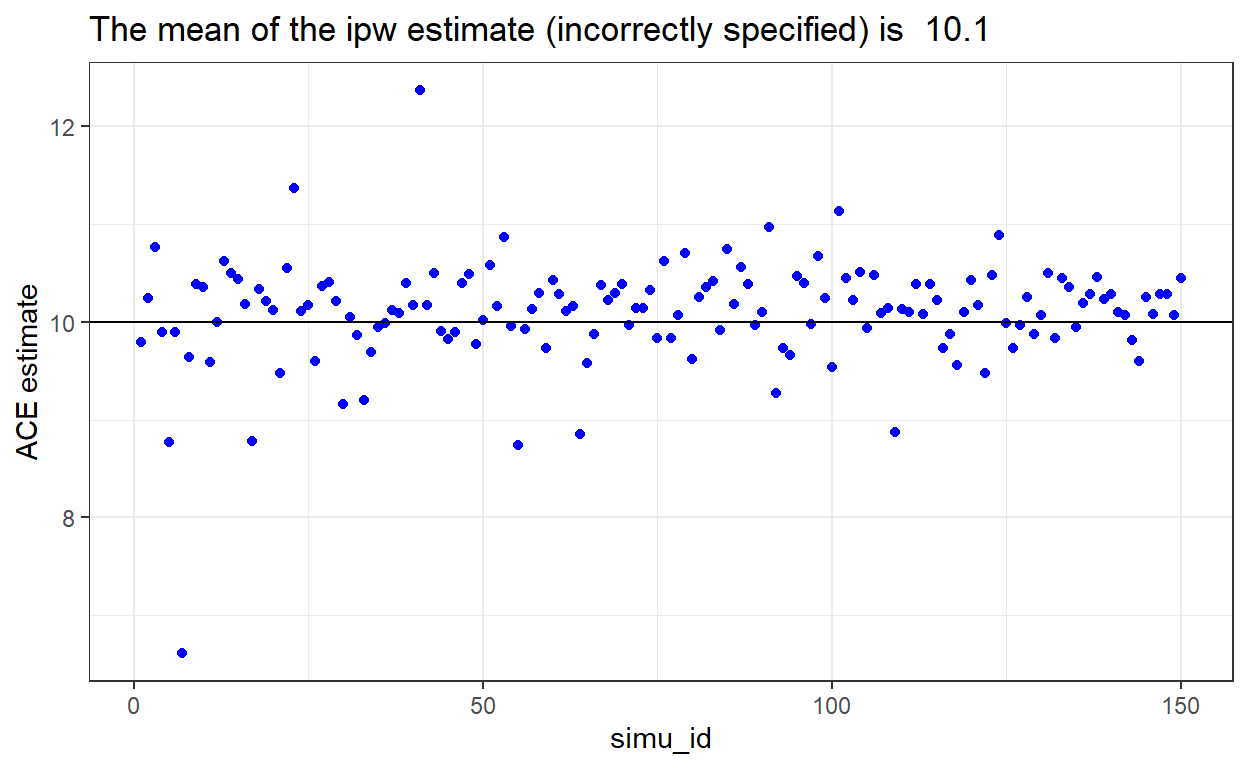 The mean of the ipw estimate (incorrectly specified) is  10.1
12
10
8
ACE estimate
0 50 100 150
simu_id